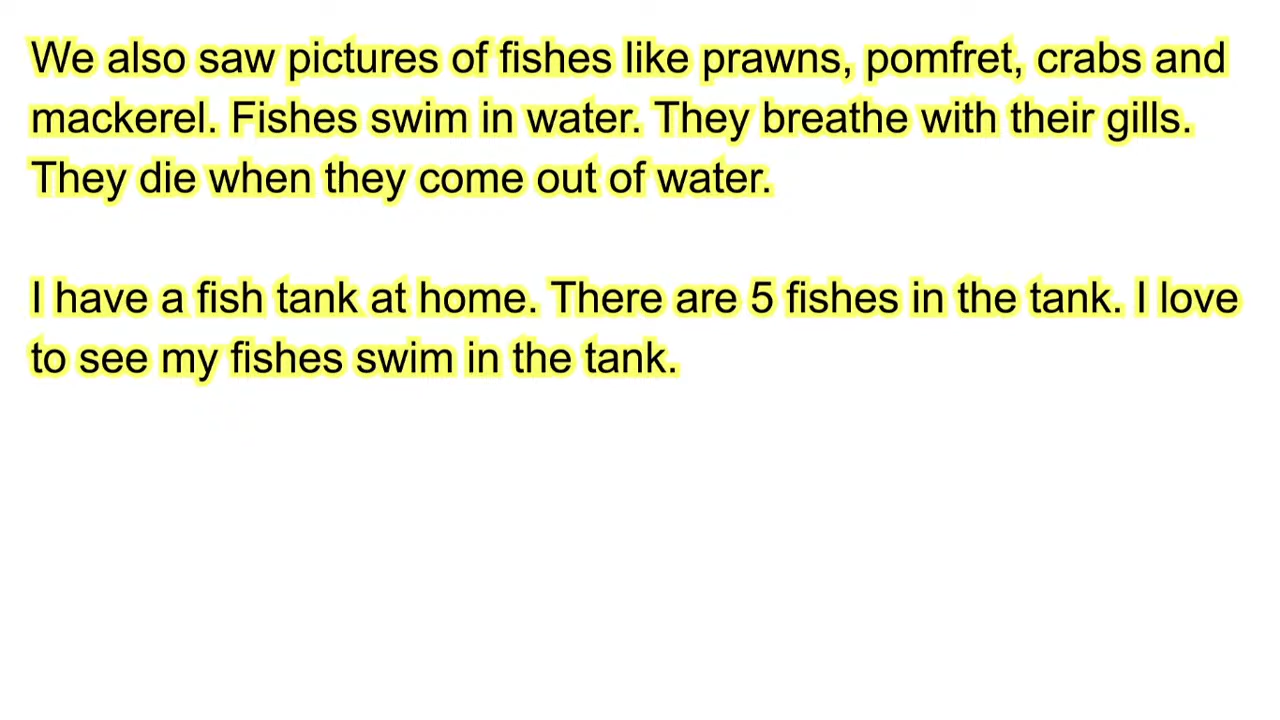 We also saw pictures of fishes like prawns, pomfret, crabs and
mackerel. Fishes swim in water. They breathe with their gills.
They die when they come out of water.
I have a fish tank at home. There are 5 fishes in the tank. I love
to see my fishes swim in the tank.